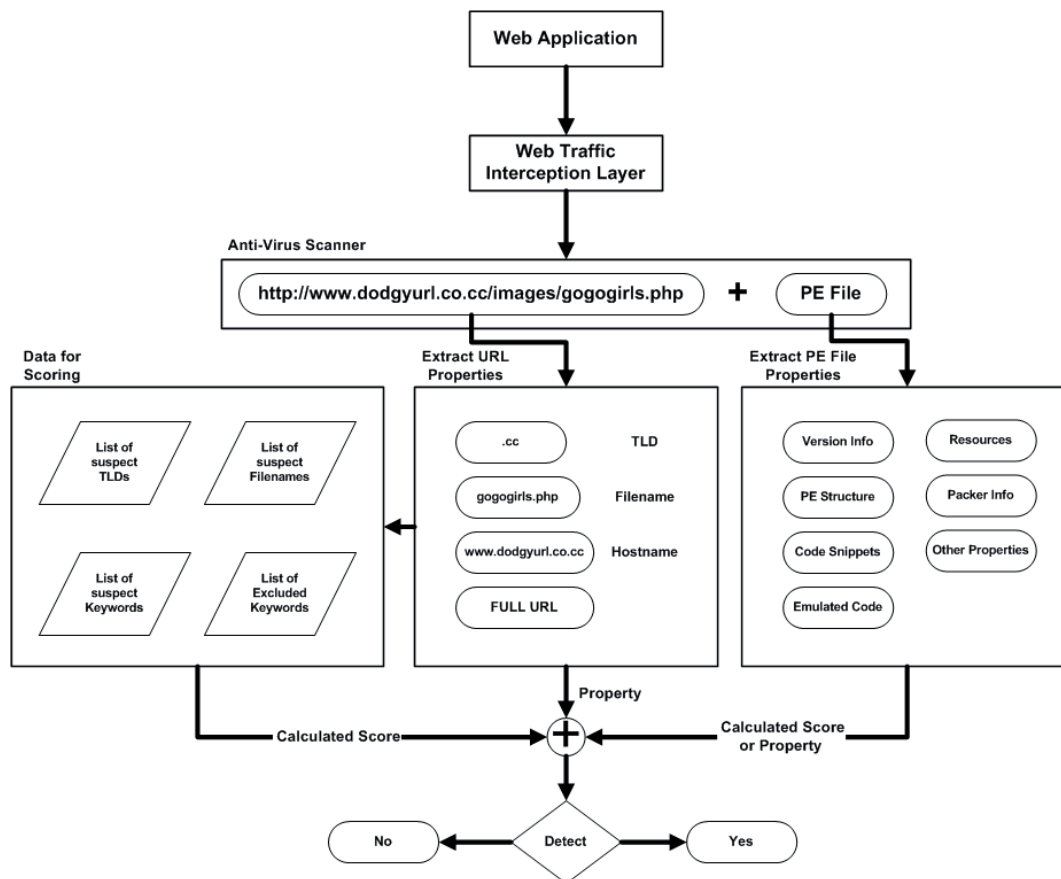 Web Application
Web Traffic
Interception Layer
Anti-Virus Scanner
http://www.dodgyurl.co.cc/images/gogogirls.php
+
PE File
Data for
Scoring
List of
suspect
TLDs
List of
suspect
Filenames
List of
suspect
Keywords
List of
Excluded
Keywords
Extract URL
Properties
.cc
TLD
gogogirls.php
Filename
www.dodgyurl.co.cc
Hostname
FULL URL
Extract PE File
Properties
Version Info
Resources
PE Structure
Packer Info
Code Snippets
Other Properties
Emulated Code
Property
Calculated Score
+
Calculated Score
or Property
No
Detect
Yes